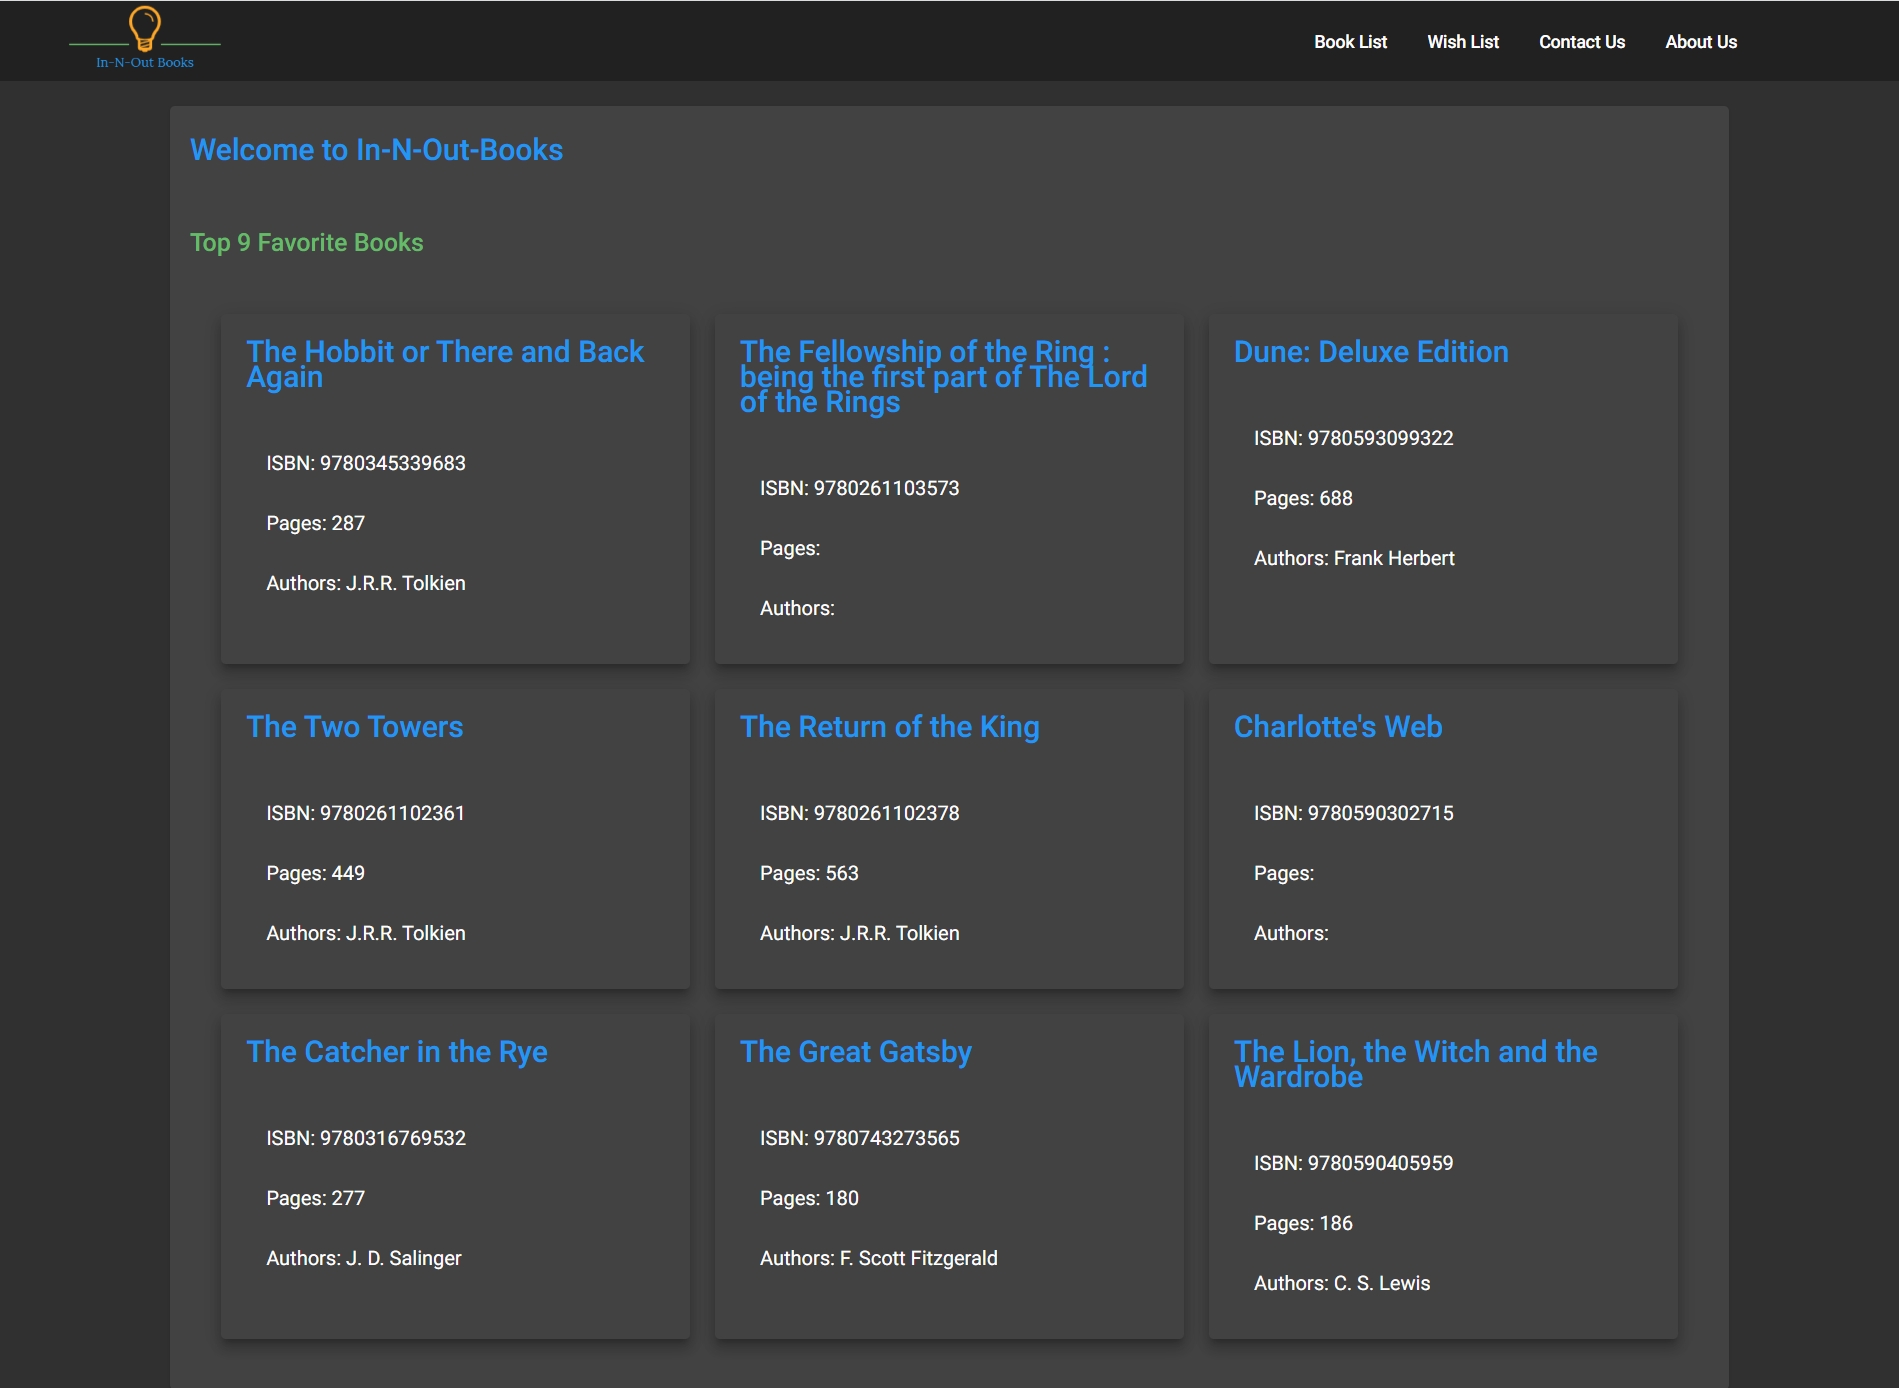 In-N-Out Books
Book List
Wish List
Contact Us
About Us
Welcome to In-N-Out-Books
Top 9 Favorite Books
The Hobbit or There and Back
Again
ISBN: 9780345339683
Pages: 287
Authors: J.R.R. Tolkien
The Fellowship of the Ring :
being the first part of The Lord
of the Rings
ISBN: 9780261103573
Pages:
Authors:
Dune: Deluxe Edition
ISBN: 9780593099322
Pages: 688
Authors: Frank Herbert
The Two Towers
ISBN: 9780261102361
Pages: 449
Authors: J.R.R. Tolkien
The Return of the King
ISBN: 9780261102378
Pages: 563
Authors: J.R.R. Tolkien
Charlotte's Web
ISBN: 9780590302715
Pages:
Authors:
The Catcher in the Rye
ISBN: 9780316769532
Pages: 277
Authors: J. D. Salinger
The Great Gatsby
ISBN: 9780743273565
Pages: 180
Authors: F. Scott Fitzgerald
The Lion, the Witch and the
Wardrobe
ISBN: 9780590405959
Pages: 186
Authors: C. S. Lewis